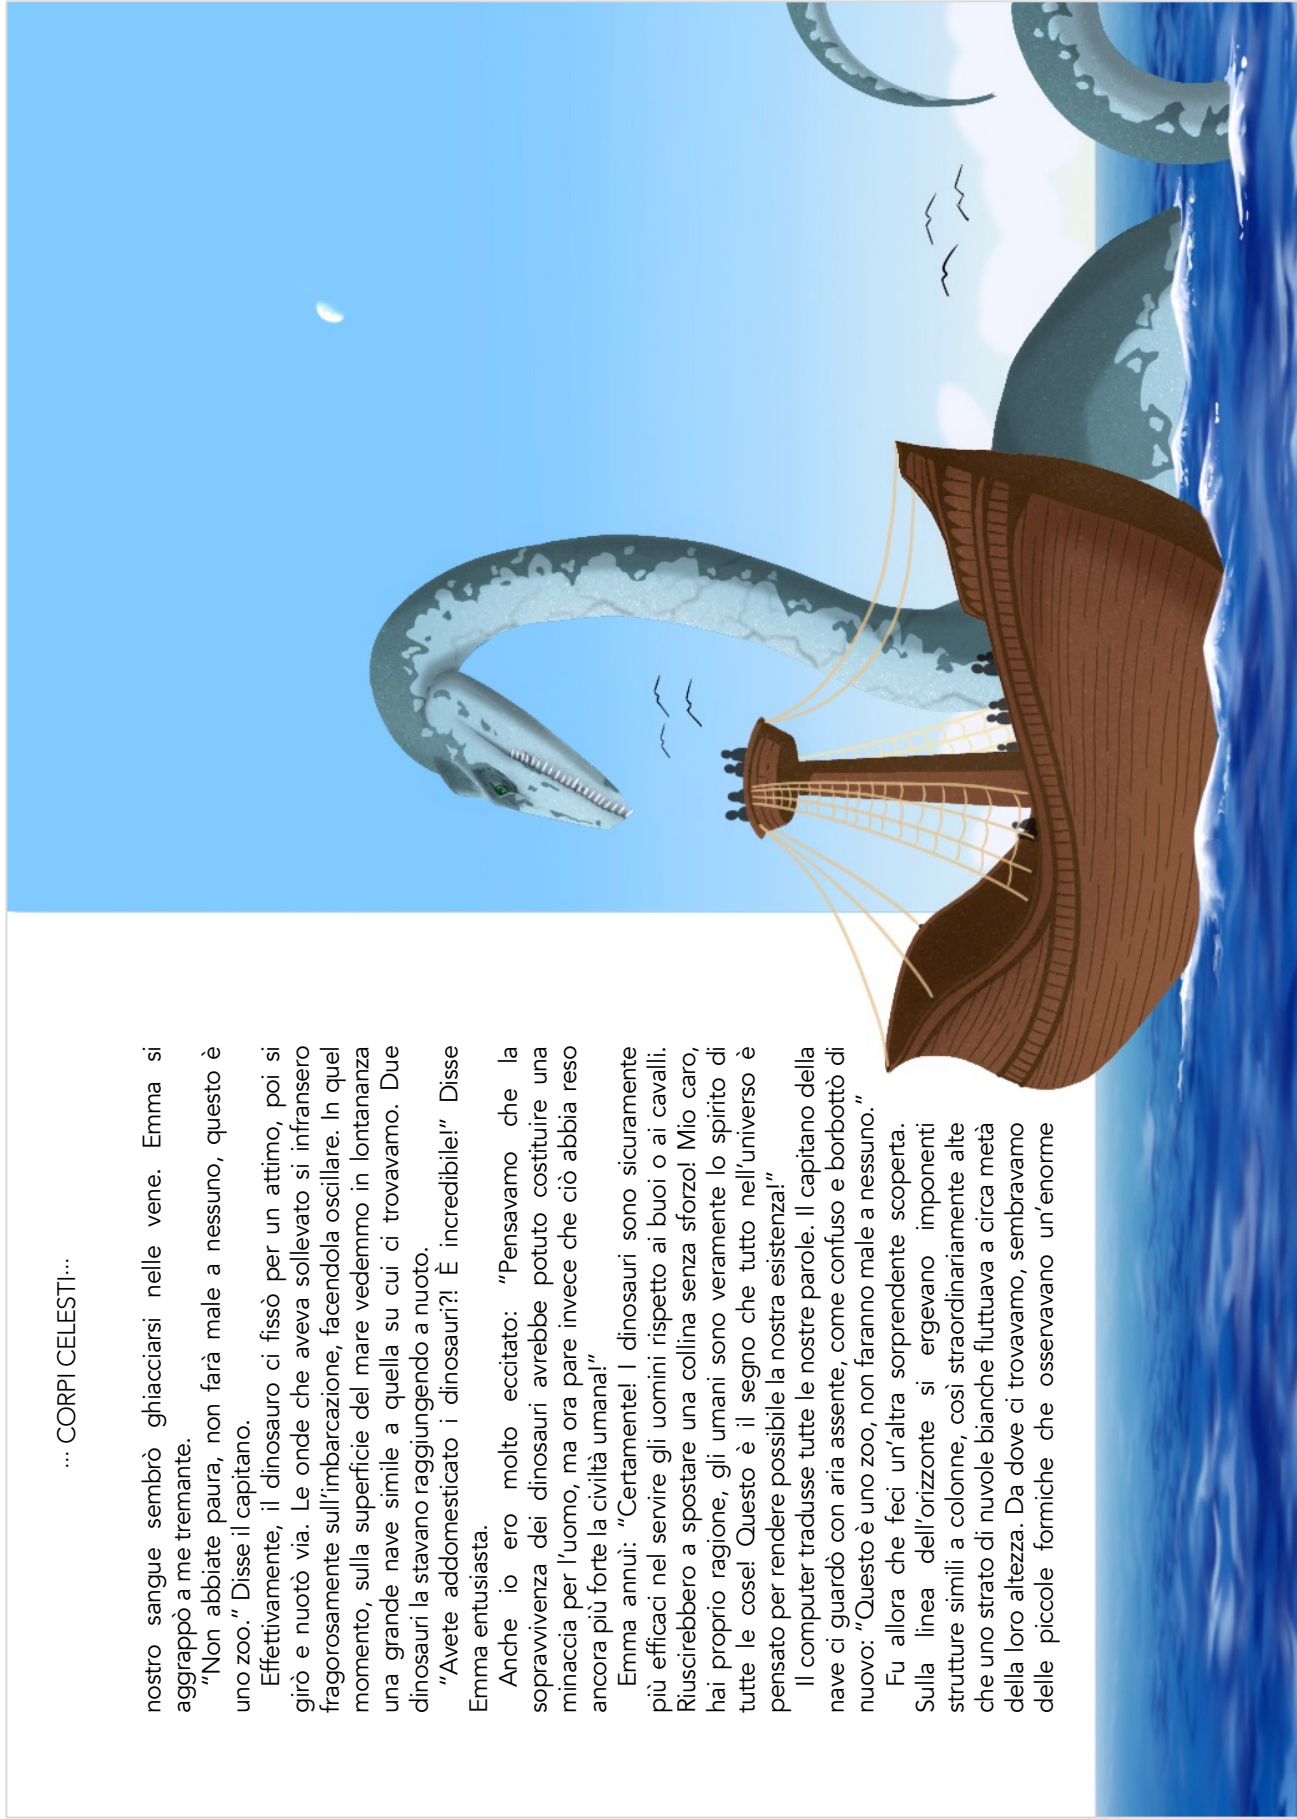 ... CORPI CELESTI...
nostro sangue sembrò ghiacciarsi nelle vene. Emma si
aggrappò a me tremante.
“Non abbiate paura, non farà male a nessuno, questo è
uno zoo.” Disse il capitano.
Effettivamente, il dinosauro ci fissò per un attimo, poi si
girò e nuotò via. Le onde che aveva sollevato si infransero
fragorosamente sull’imbarcazione, facendola oscillare. In quel
momento, sulla superficie del mare vedemmo in lontananza
una grande nave simile a quella su cui ci trovavamo. Due
dinosauri la stavano raggiungendo a nuoto.
“Avete addomesticato i dinosauri?! È incredibile!” Disse
Emma entusiasta.
Anche io ero molto eccitato: “Pensavamo che la
sopravvivenza dei dinosauri avrebbe potuto costituire una
minaccia per l’uomo, ma ora pare invece che ciò abbia reso
ancora più forte la civiltà umana!”
Emma annuì: “Certamente! I dinosauri sono sicuramente
più efficaci nel servire gli uomini rispetto ai buoi o ai cavalli.
Riuscirebbero a spostare una collina senza sforzo! Mio caro,
hai proprio ragione, gli umani sono veramente lo spirito di
tutte le cose! Questo è il segno che tutto nell’universo è
pensato per rendere possibile la nostra esistenza!”
Il computer tradusse tutte le nostre parole. Il capitano della
nave ci guardò con aria assente, come confuso e borbottò di
nuovo: “Questo è uno zoo, non faranno male a nessuno.”
Fu allora che feci un’altra sorprendente scoperta.
Sulla linea dell’orizzonte si ergevano imponenti
strutture simili a colonne, così straordinariamente alte
che uno strato di nuvole bianche fluttuava a circa metà
della loro altezza. Da dove ci trovavamo, sembravamo
delle piccole formiche che osservavano un’enorme